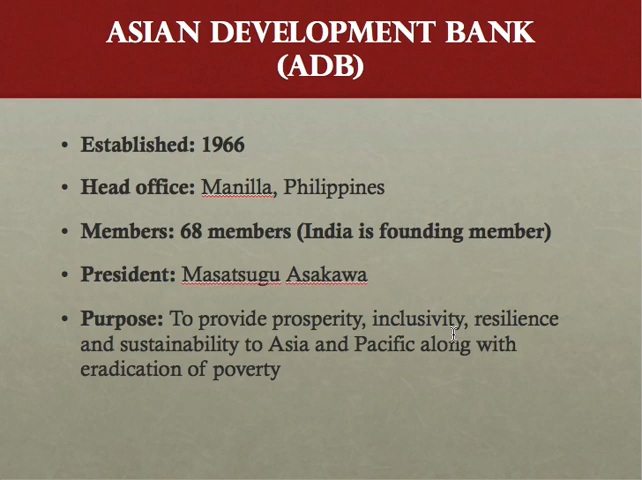 ASIAN DEVELOPMENT BANK
(ADB)
• Established: 1966
• Head office: Manilla, Philippines
• Members: 68 members (India is founding member)
• President: Masatsugu Asakawa
• Purpose: To provide prosperity, inclusivity, resilience
and sustainability to Asia and Pacific along with
eradication of poverty